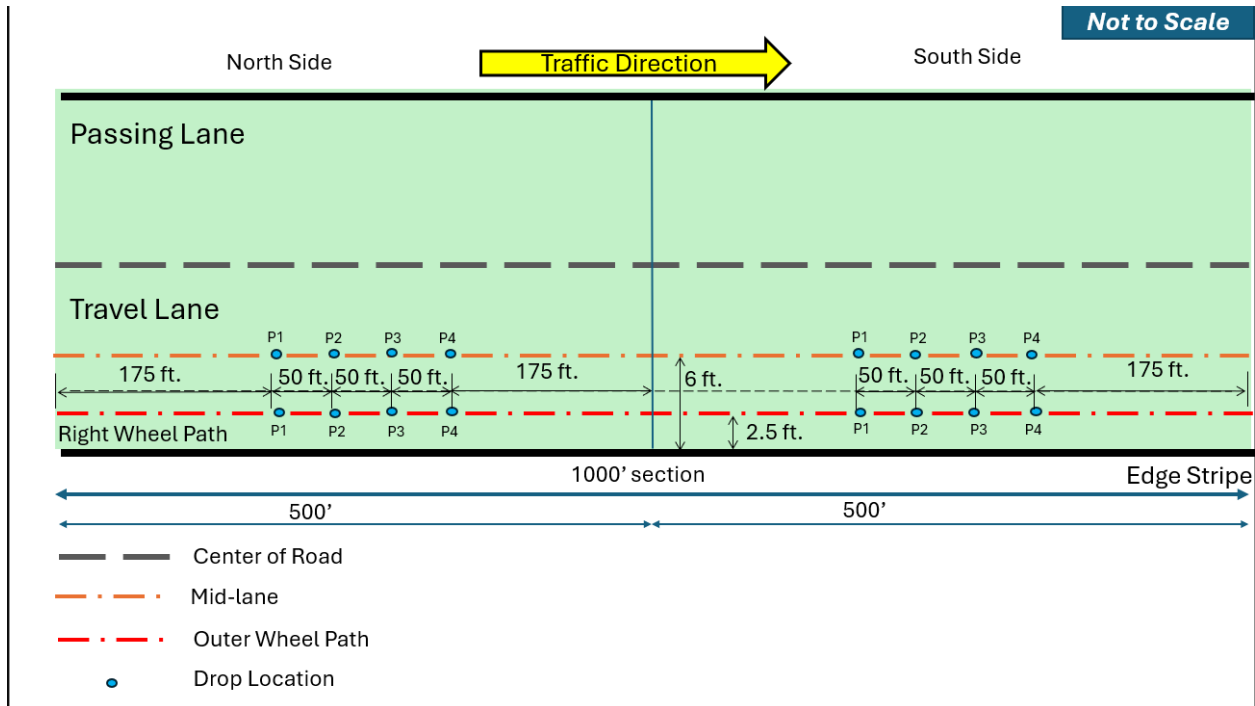 Not to Scale
North Side
Traffic Direction
South Side
Passing Lane
Travel Lane
P1 P2 P3 P4 P1 P2 P3 P4
175 ft. 50 ft. 50 ft. 50 ft. 175 ft. 6 ft. 50 ft. 50 ft. 50 ft. 175 ft.
Right Wheel Path P1 P2 P3 P4 2.5 ft. P1 P2 P3 P4
1000’ section Edge Stripe
500’ 500’
Center of Road
Mid-lane
Outer Wheel Path
Drop Location